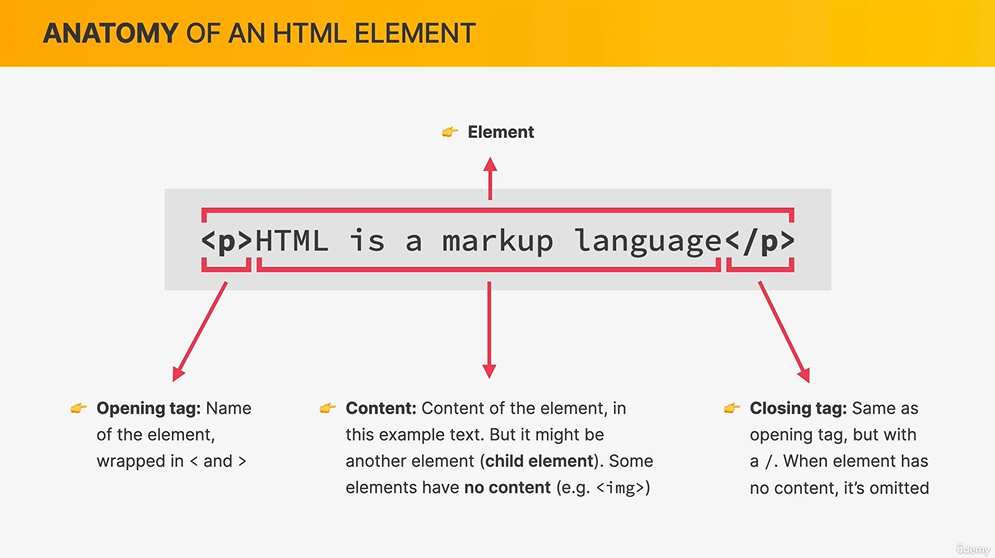 ANATOMY OF AN HTML ELEMENT
👉 Element
<p>HTML is a markup language</p>
👉 Opening tag: Name
of the element,
wrapped in < and >
👉 Content: Content of the element, in
this example text. But it might be
another element (child element). Some
elements have no content (e.g. <img>)
👉 Closing tag: Same as
opening tag, but with
a /. When element has
no content, it’s omitted
ûdemy